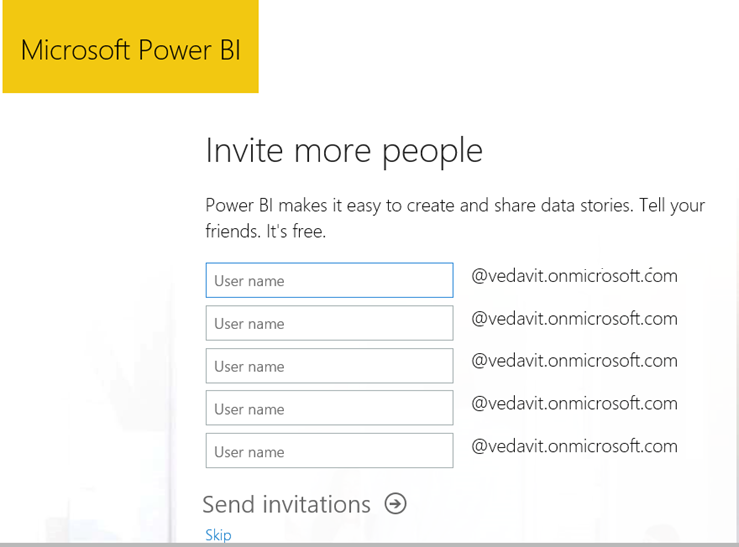 Microsoft Power BI
Invite more people
Power BI makes it easy to create and share data stories. Tell your
friends. It's free.
User name @vedavit.onmicrosoft.com
User name @vedavit.onmicrosoft.com
User name @vedavit.onmicrosoft.com
User name @vedavit.onmicrosoft.com
User name @vedavit.onmicrosoft.com
Send invitations
Skip